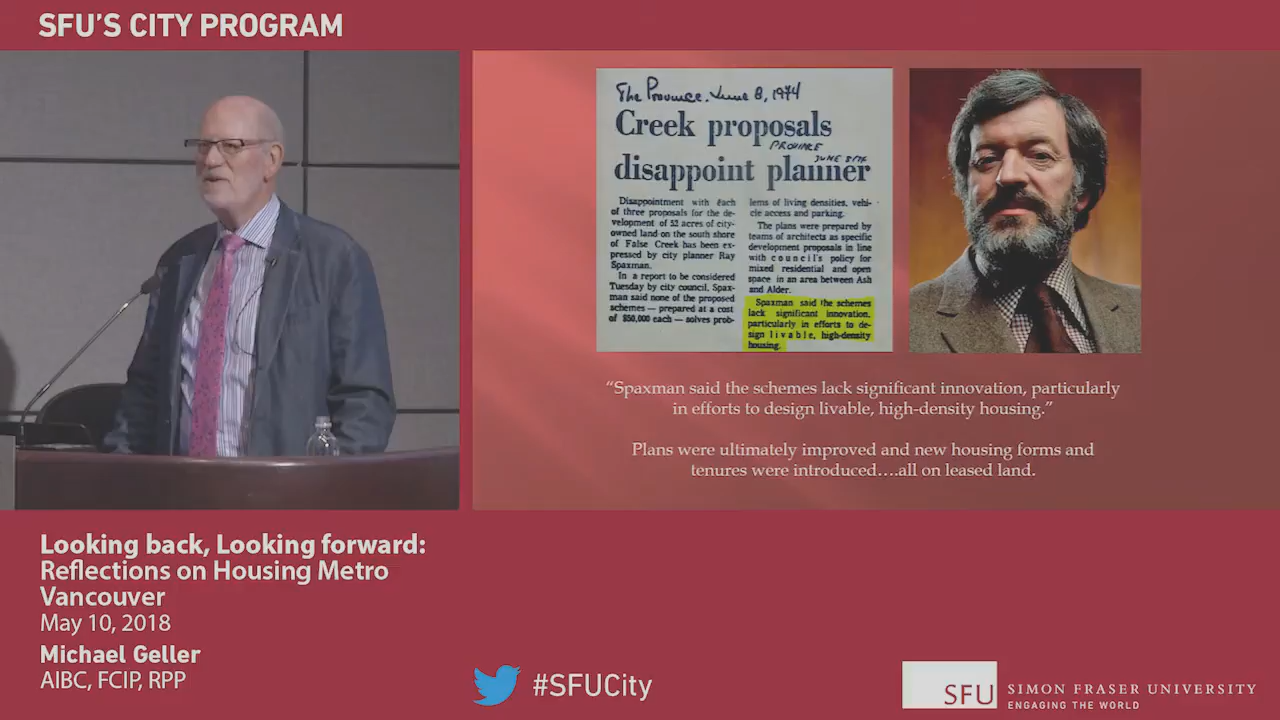 SFU'S CITY PROGRAM
The Province, June 8, 1974
Creek proposals
PROVINCE
JUNE 8/74
disappoint planner
Disappointment with each
of three proposals for the de-
velopment of 52 acres of city-
owned land on the south shore
of False Creek has been ex-
pressed by city planner Ray
Spaxman.
In a report to be considered
Tuesday by city council, Spax-
man said none of the proposed
schemes — prepared at a cost
of $50,000 each — solves prob-
lems of living densities, vehi-
cle access and parking.
The plans were prepared by
teams of architects as specific
development proposals in line
with council's policy for
mixed residential and open
space in an area between Ash
and Alder.
Spaxman said the schemes
lack significant innovation,
particularly in efforts to de-
sign livable, high-density
housing.
“Spaxman said the schemes lack significant innovation, particularly
in efforts to design livable, high-density housing.”
Plans were ultimately improved and new housing forms and
tenures were introduced....all on leased land.
Looking back, Looking forward:
Reflections on Housing Metro
Vancouver
May 10, 2018
Michael Geller
AIBC, FCIP, RPP
#SFUCity
SFU
SIMON FRASER UNIVERSITY
ENGAGING THE WORLD